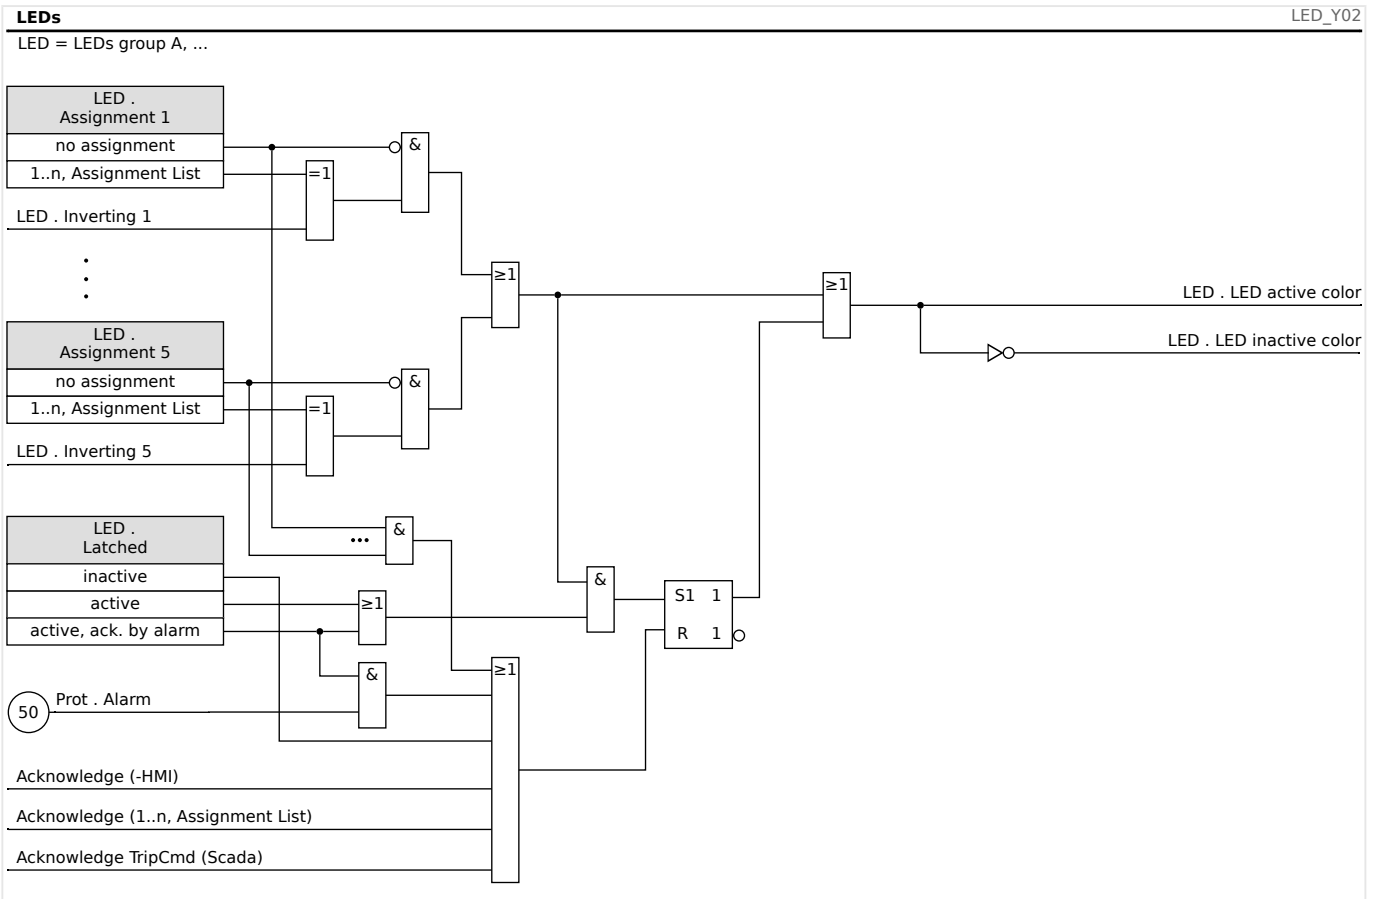 LEDs
LED_Y02
LED = LEDs group A, ...
LED .
Assignment 1
no assignment
&
1..n, Assignment List
=1
LED . Inverting 1
≥1
≥1
LED . LED active color
LED .
Assignment 5
LED . LED inactive color
no assignment
&
1..n, Assignment List
=1
LED . Inverting 5
LED .
Latched
&
...
inactive
&
active
≥1
S1 1
active, ack. by alarm
R 1
&
≥1
Prot . Alarm
50
Acknowledge (-HMI)
Acknowledge (1..n, Assignment List)
Acknowledge TripCmd (Scada)